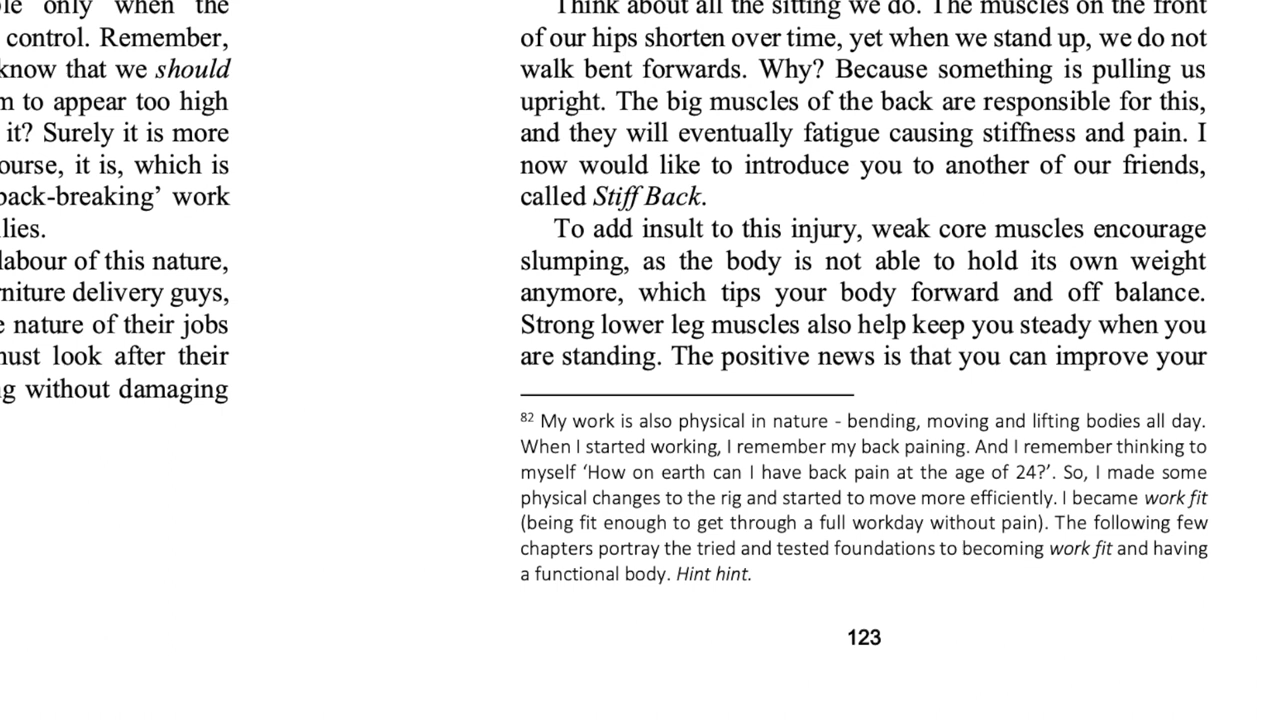 only when the
control. Remember,
know that we should
to appear too high
it? Surely it is more
course, it is, which is
back-breaking’ work
lies.
labour of this nature,
delivery guys,
nature of their jobs
must look after their
without damaging
Think about all the sitting we do. The muscles on the front
of our hips shorten over time, yet when we stand up, we do not
walk bent forwards. Why? Because something is pulling us
upright. The big muscles of the back are responsible for this,
and they will eventually fatigue causing stiffness and pain. I
now would like to introduce you to another of our friends,
called Stiff Back.
To add insult to this injury, weak core muscles encourage
slumping, as the body is not able to hold its own weight
anymore, which tips your body forward and off balance.
Strong lower leg muscles also help keep you steady when you
are standing. The positive news is that you can improve your
82 My work is also physical in nature - bending, moving and lifting bodies all day.
When I started working, I remember my back paining. And I remember thinking to
myself ‘How on earth can I have back pain at the age of 24?’. So, I made some
physical changes to the rig and started to move more efficiently. I became work fit
(being fit enough to get through a full workday without pain). The following few
chapters portray the tried and tested foundations to becoming work fit and having
a functional body. Hint hint.
123